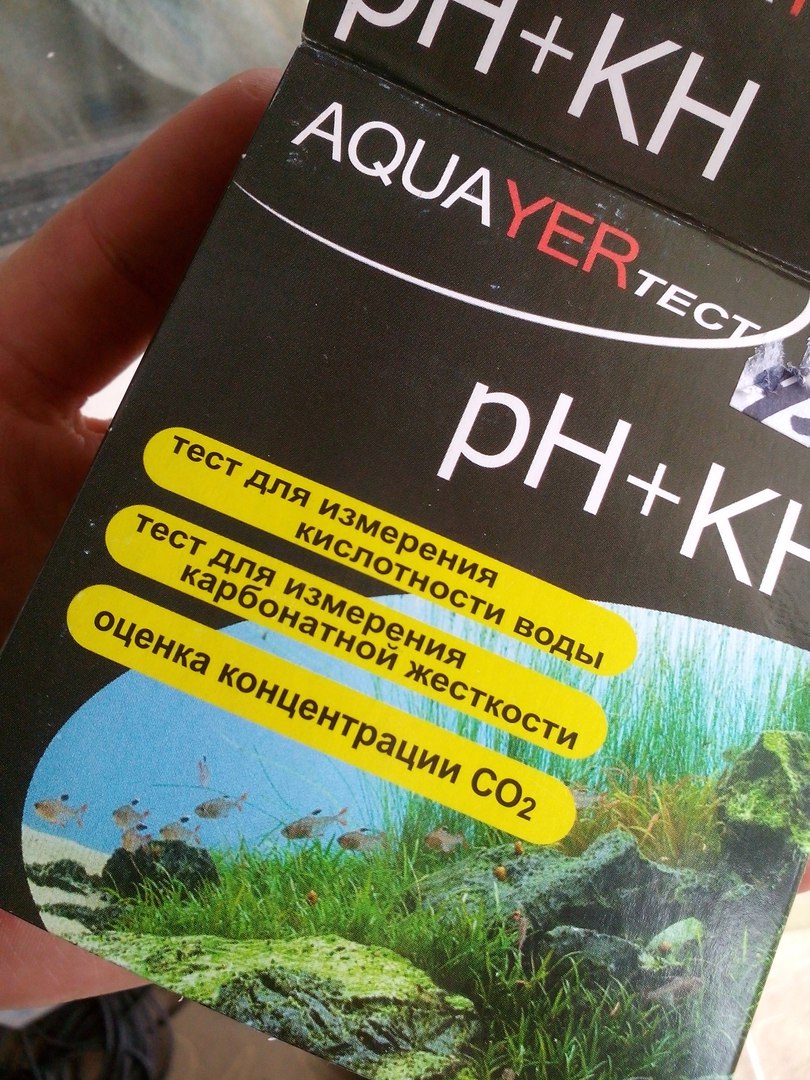 pH+KH
AQUAYER ТЕСТ
pH+KH
тест для измерения
кислотности воды
тест для измерения
карбонатной жесткости
оценка концентрации CO₂